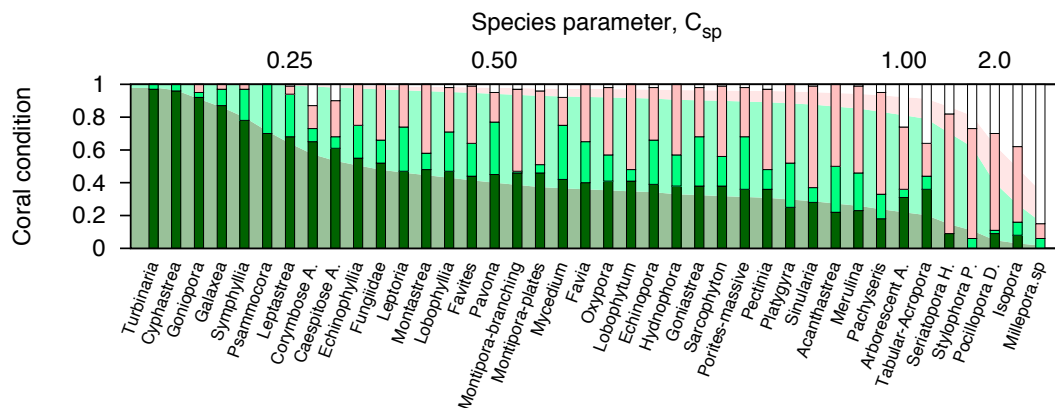 Species parameter, Csp
0.25 0.50 1.00 2.0
Coral condition
1
0.8
0.6
0.4
0.2
0
Turbinaria
Cyphastrea
Goniopora
Galaxea
Symphyllia
Psammocora
Leptastrea
Corymbose A.
Caespitose A.
Echinophyllia
Fungiidae
Leptoria
Montastrea
Lobophyllia
Favites
Pavona
Montipora-branching
Montipora-plates
Mycedium
Favia
Oxypora
Lobophytum
Echinopora
Hydnophora
Goniastrea
Sarcophyton
Porites-massive
Pectinia
Platygyra
Sinularia
Acanthastrea
Merulina
Pachyseris
Arborescent A.
Tabular-Acropora
Seriatopora H.
Stylophora P.
Pocillopora D.
Isopora
Millepora.sp